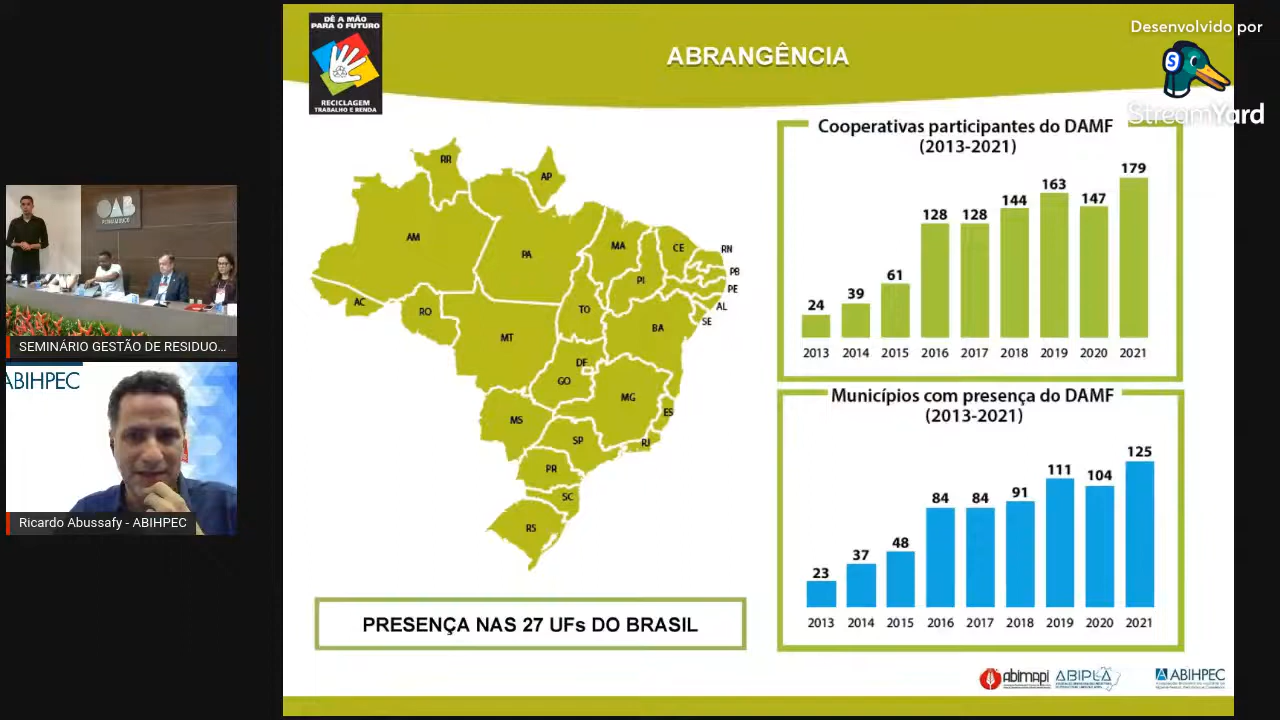 DÊ A MÃO
PARA O FUTURO
RECICLAGEM
TRABALHO E RENDA
ABRANGÊNCIA
Desenvolvido por
StreamYard
OAB
PERNAMBUCO
SEMINÁRIO GESTÃO DE RESIDUO...
ABIHPEC
Ricardo Abussafy - ABIHPEC
RR
AP
AM
PA
MA
CE
RN
PB
PE
AL
SE
PI
AC
RO
TO
BA
MT
DF
GO
MG
ES
MS
SP
RJ
PR
SC
RS
PRESENÇA NAS 27 UFs DO BRASIL
Cooperativas participantes do DAMF
(2013-2021)
24 39 61 128 128 144 163 147 179
2013 2014 2015 2016 2017 2018 2019 2020 2021
Municípios com presença do DAMF
(2013-2021)
23 37 48 84 84 91 111 104 125
2013 2014 2015 2016 2017 2018 2019 2020 2021
abimapi
ABIPLA
ABIHPEC